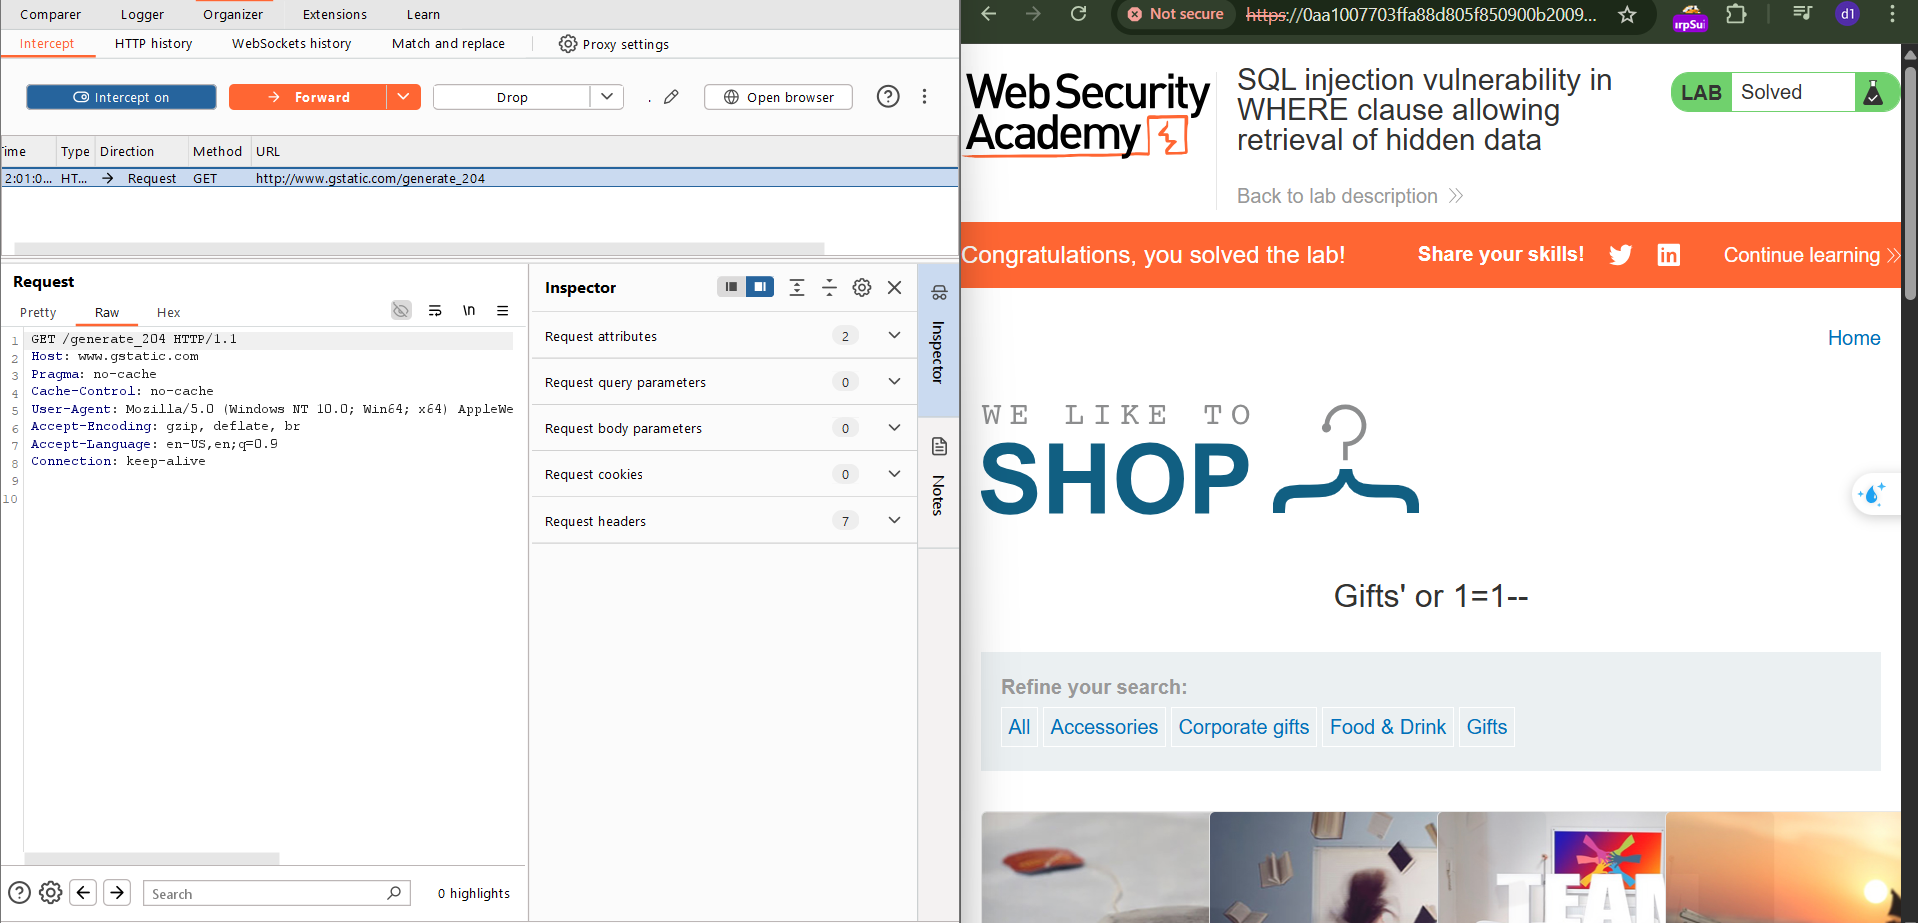 Comparer Logger Organizer Extensions Learn
Intercept HTTP history WebSockets history Match and replace Proxy settings
Intercept on Forward Drop . Open browser
Time Type Direction Method URL
2:01:0... HT... Request GET http://www.gstatic.com/generate_204
Request
Pretty Raw Hex \n
1 GET /generate_204 HTTP/1.1
2 Host: www.gstatic.com
3 Pragma: no-cache
4 Cache-Control: no-cache
5 User-Agent: Mozilla/5.0 (Windows NT 10.0; Win64; x64) AppleWe
6 Accept-Encoding: gzip, deflate, br
7 Accept-Language: en-US,en;q=0.9
8 Connection: keep-alive
9
10
Search 0 highlights
Inspector
Request attributes 2
Request query parameters 0
Request body parameters 0
Request cookies 0
Request headers 7
Inspector
Notes
Not secure https://0aa1007703ffa88d805f850900b2009... d1
Web Security
Academy
SQL injection vulnerability in
WHERE clause allowing
retrieval of hidden data
LAB Solved
Back to lab description
Congratulations, you solved the lab! Share your skills! Continue learning
Home
WE LIKE TO
SHOP
Gifts' or 1=1--
Refine your search:
All Accessories Corporate gifts Food & Drink Gifts
TEAM